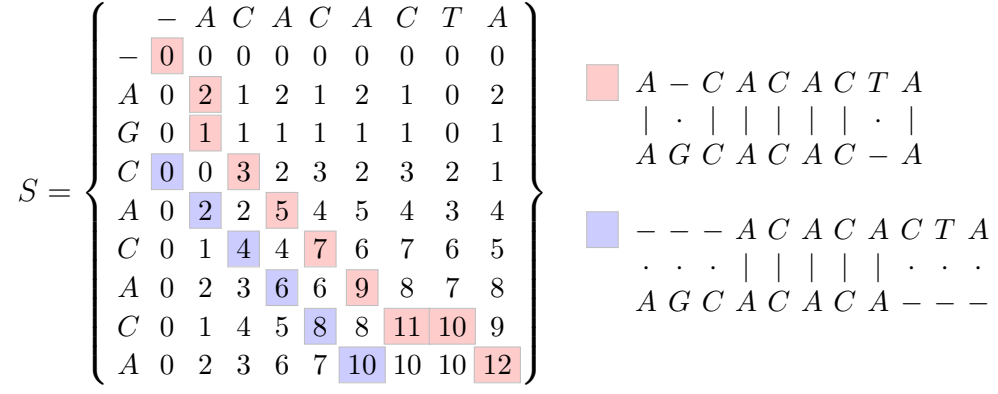 − A C A C A C T A
− 0 0 0 0 0 0 0 0 0
A 0 2 1 2 1 2 1 0 2
G 0 1 1 1 1 1 1 0 1
C 0 0 3 2 3 2 3 2 1
S =
A 0 2 2 5 4 5 4 3 4
C 0 1 4 4 7 6 7 6 5
A 0 2 3 6 6 9 8 7 8
C 0 1 4 5 8 8 11 10 9
A 0 2 3 6 7 10 10 10 12
A − C A C A C T A
| · | | | | | · |
A G C A C A C − A
− − − A C A C A C T A
· · · | | | | | · · ·
A G C A C A C A − − −